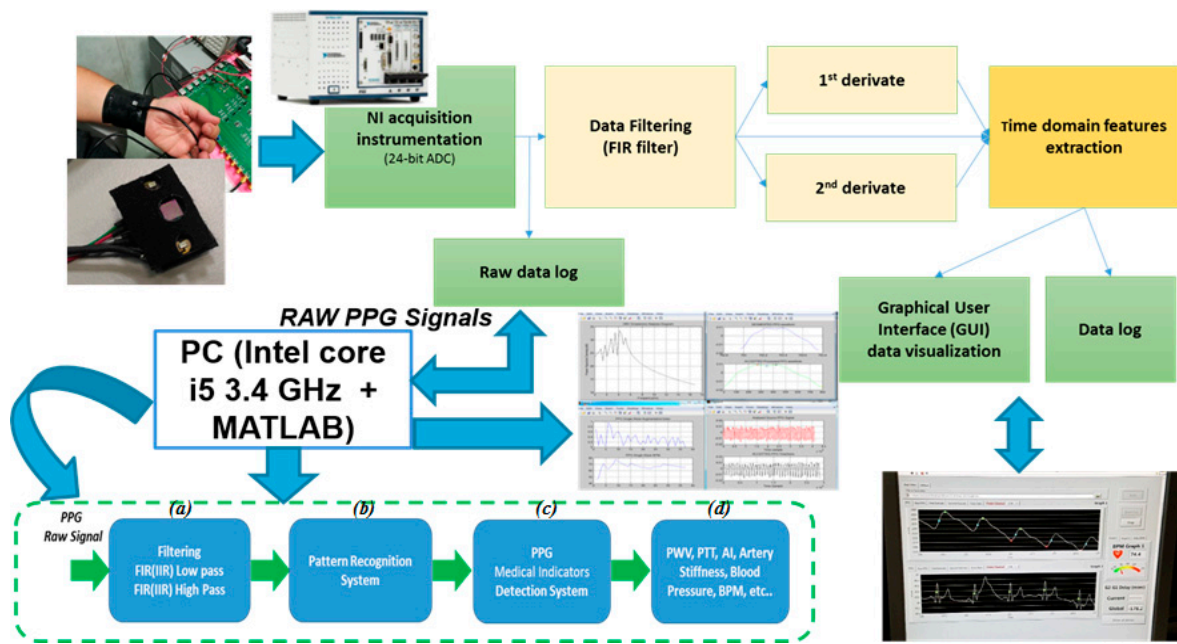 NI acquisition
instrumentation
(24-bit ADC)
Data Filtering
(FIR filter)
1st derivate
2nd derivate
Time domain features
extraction
Raw data log
Graphical User
Interface (GUI)
data visualization
Data log
RAW PPG Signals
PC (Intel core
i5 3.4 GHz +
MATLAB)
PPG
Raw Signal
(a)
Filtering
FIR(IIR) Low pass
FIR(IIR) High Pass
(b)
Pattern Recognition
System
(c)
PPG
Medical Indicators
Detection System
(d)
PWV, PTT, AI, Artery
Stiffness, Blood
Pressure, BPM, etc..